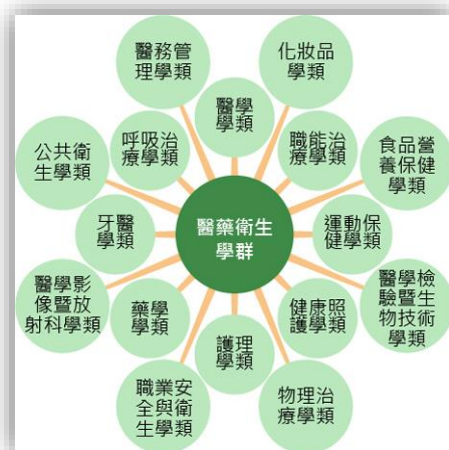 醫務管
理學類
化妝品
學類
醫學
學類
呼吸治
療學類
職能治
療學類
公共衛
生學類
食品營
養保健
學類
牙醫
學類
醫藥衛生
學群
運動保
健學類
醫學影
像暨放
射科學類
醫學檢
驗暨生
物技術
學類
藥學
學類
健康照
護學類
護理
學類
職業安
全與衛
生學類
物理治
療學類